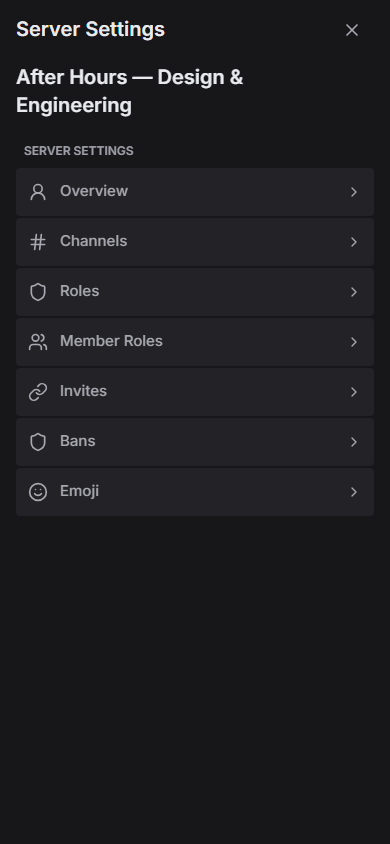 Server Settings
After Hours — Design &
Engineering
SERVER SETTINGS
Overview
Channels
Roles
Member Roles
Invites
Bans
Emoji